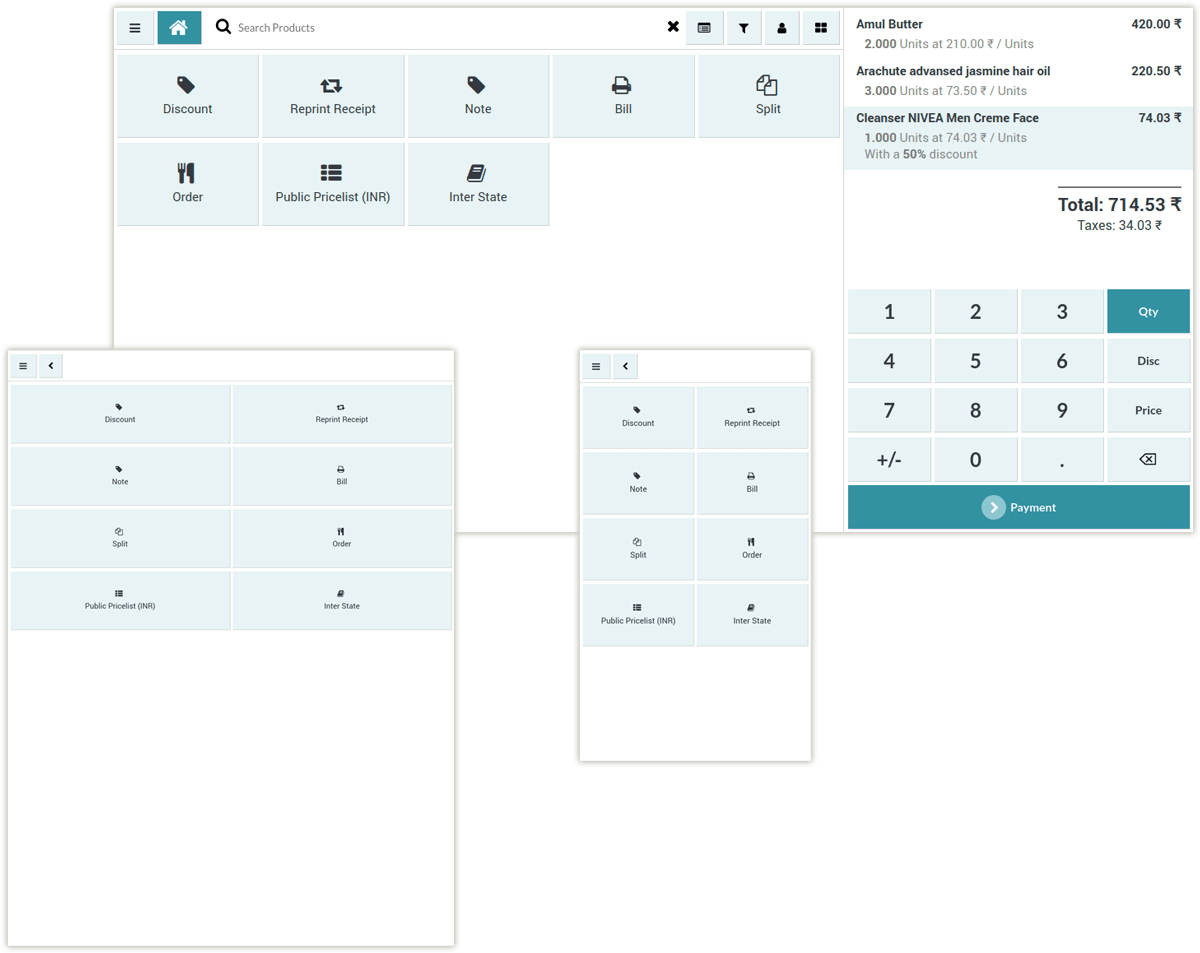 Search Products
Discount
Reprint Receipt
Note
Bill
Split
Order
Public Pricelist (INR)
Inter State
Amul Butter 420.00 ₹
2.000 Units at 210.00 ₹ / Units
Arachute advansed jasmine hair oil 220.50 ₹
3.000 Units at 73.50 ₹ / Units
Cleanser NIVEA Men Creme Face 74.03 ₹
1.000 Units at 74.03 ₹ / Units
With a 50% discount
Total: 714.53 ₹
Taxes: 34.03 ₹
1 2 3 Qty
4 5 6 Disc
7 8 9 Price
+/- 0 .
Payment
Discount
Reprint Receipt
Note
Bill
Split
Order
Public Pricelist (INR)
Inter State
Discount
Reprint Receipt
Note
Bill
Split
Order
Public Pricelist (INR)
Inter State